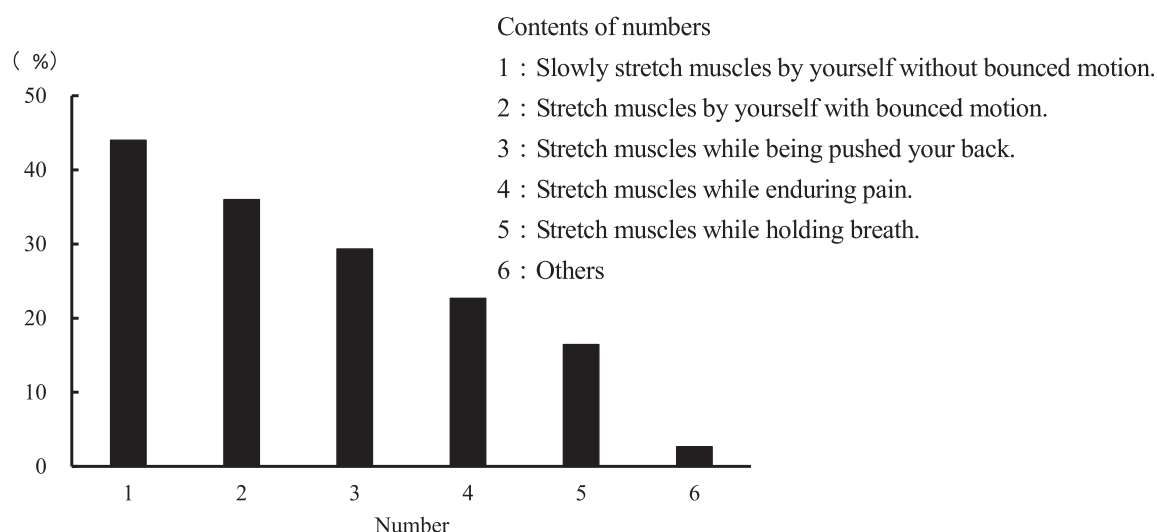 Contents of numbers
1 : Slowly stretch muscles by yourself without bounced motion.
2 : Stretch muscles by yourself with bounced motion.
3 : Stretch muscles while being pushed your back.
4 : Stretch muscles while enduring pain.
5 : Stretch muscles while holding breath.
6 : Others
( %)
50
40
30
20
10
0
1 2 3 4 5 6
Number